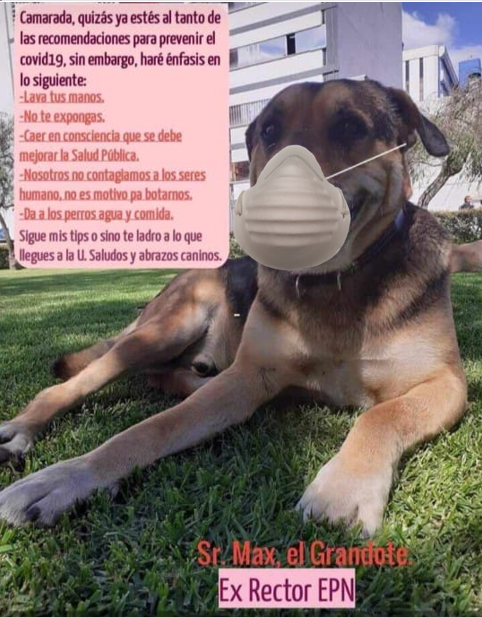 Camarada, quizás ya estés al tanto de
las recomendaciones para prevenir el
covid19, sin embargo, haré énfasis en
lo siguiente:
-Lava tus manos.
-No te expongas.
-Caer en consciencia que se debe
mejorar la Salud Pública.
-Nosotros no contagiamos a los seres
humano, no es motivo pa botarnos.
-Da a los perros agua y comida.
Sigue mis tips o sino te ladro a lo que
llegues a la U. Saludos y abrazos caninos.
Sr. Max, el Grandote.
Ex Rector EPN